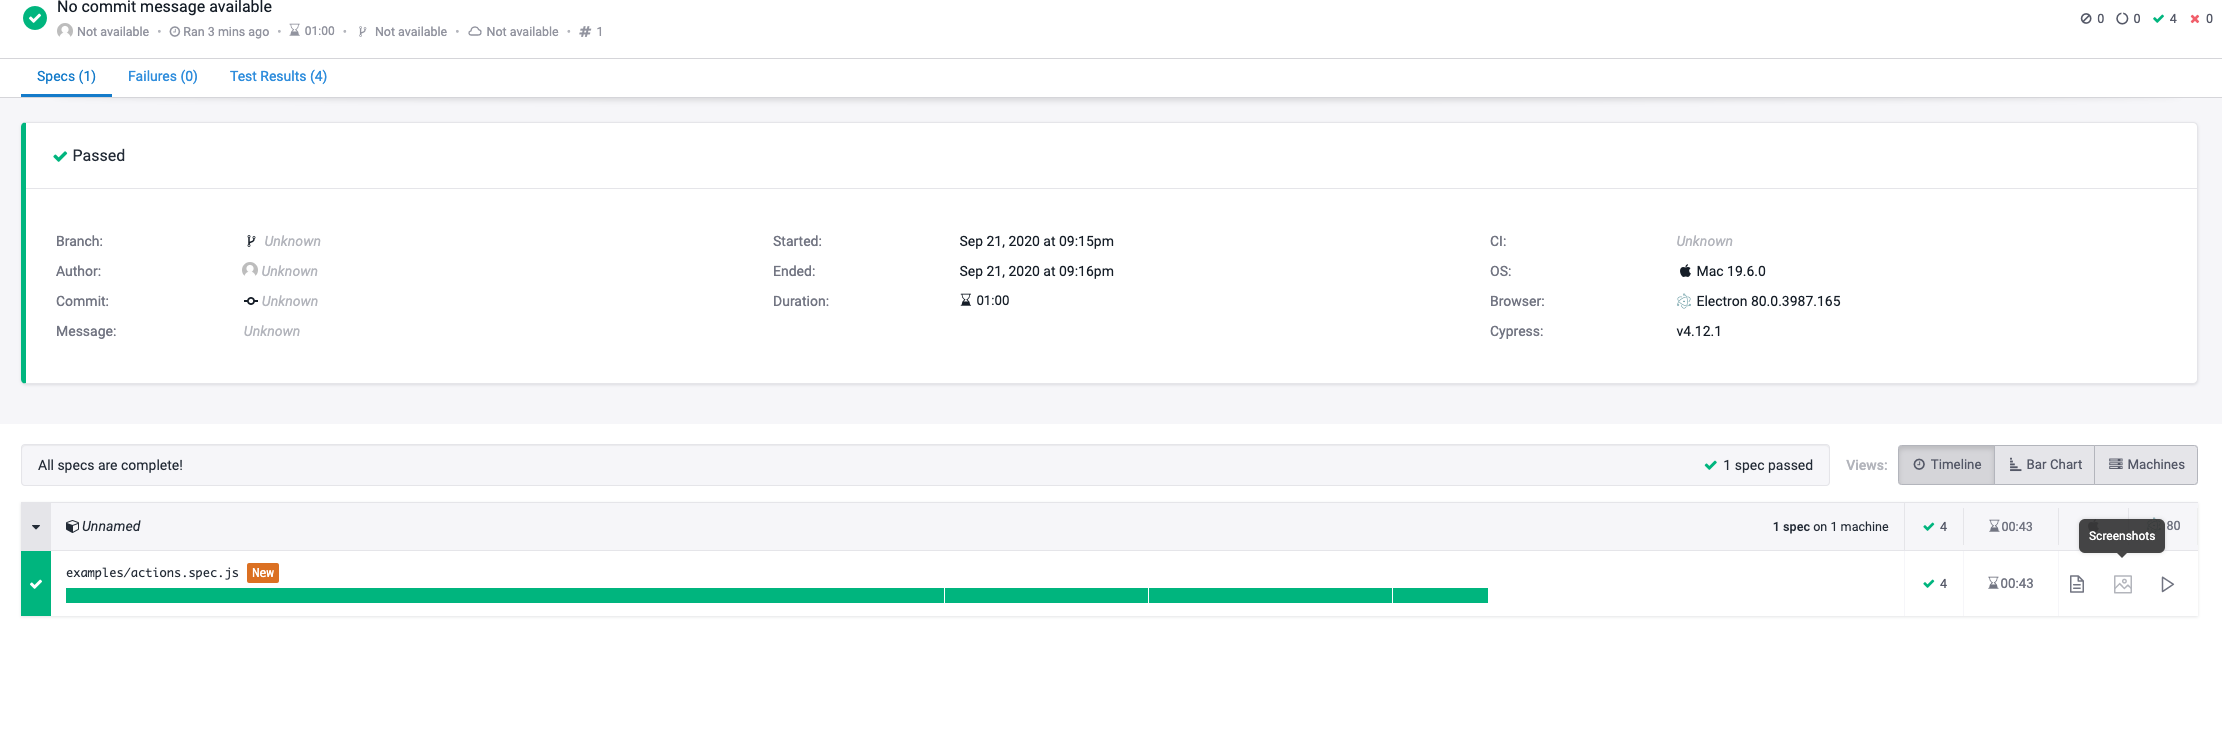 No commit message available
Not available • Ran 3 mins ago • 01:00 • Not available • Not available • # 1
0 0 4 0
Specs (1) Failures (0) Test Results (4)
Passed
Branch: Unknown
Author: Unknown
Commit: Unknown
Message: Unknown
Started: Sep 21, 2020 at 09:15pm
Ended: Sep 21, 2020 at 09:16pm
Duration: 01:00
CI: Unknown
OS: Mac 19.6.0
Browser: Electron 80.0.3987.165
Cypress: v4.12.1
All specs are complete! 1 spec passed Views: Timeline Bar Chart Machines
Unnamed 1 spec on 1 machine 4 00:43 80
Screenshots
examples/actions.spec.js New 4 00:43